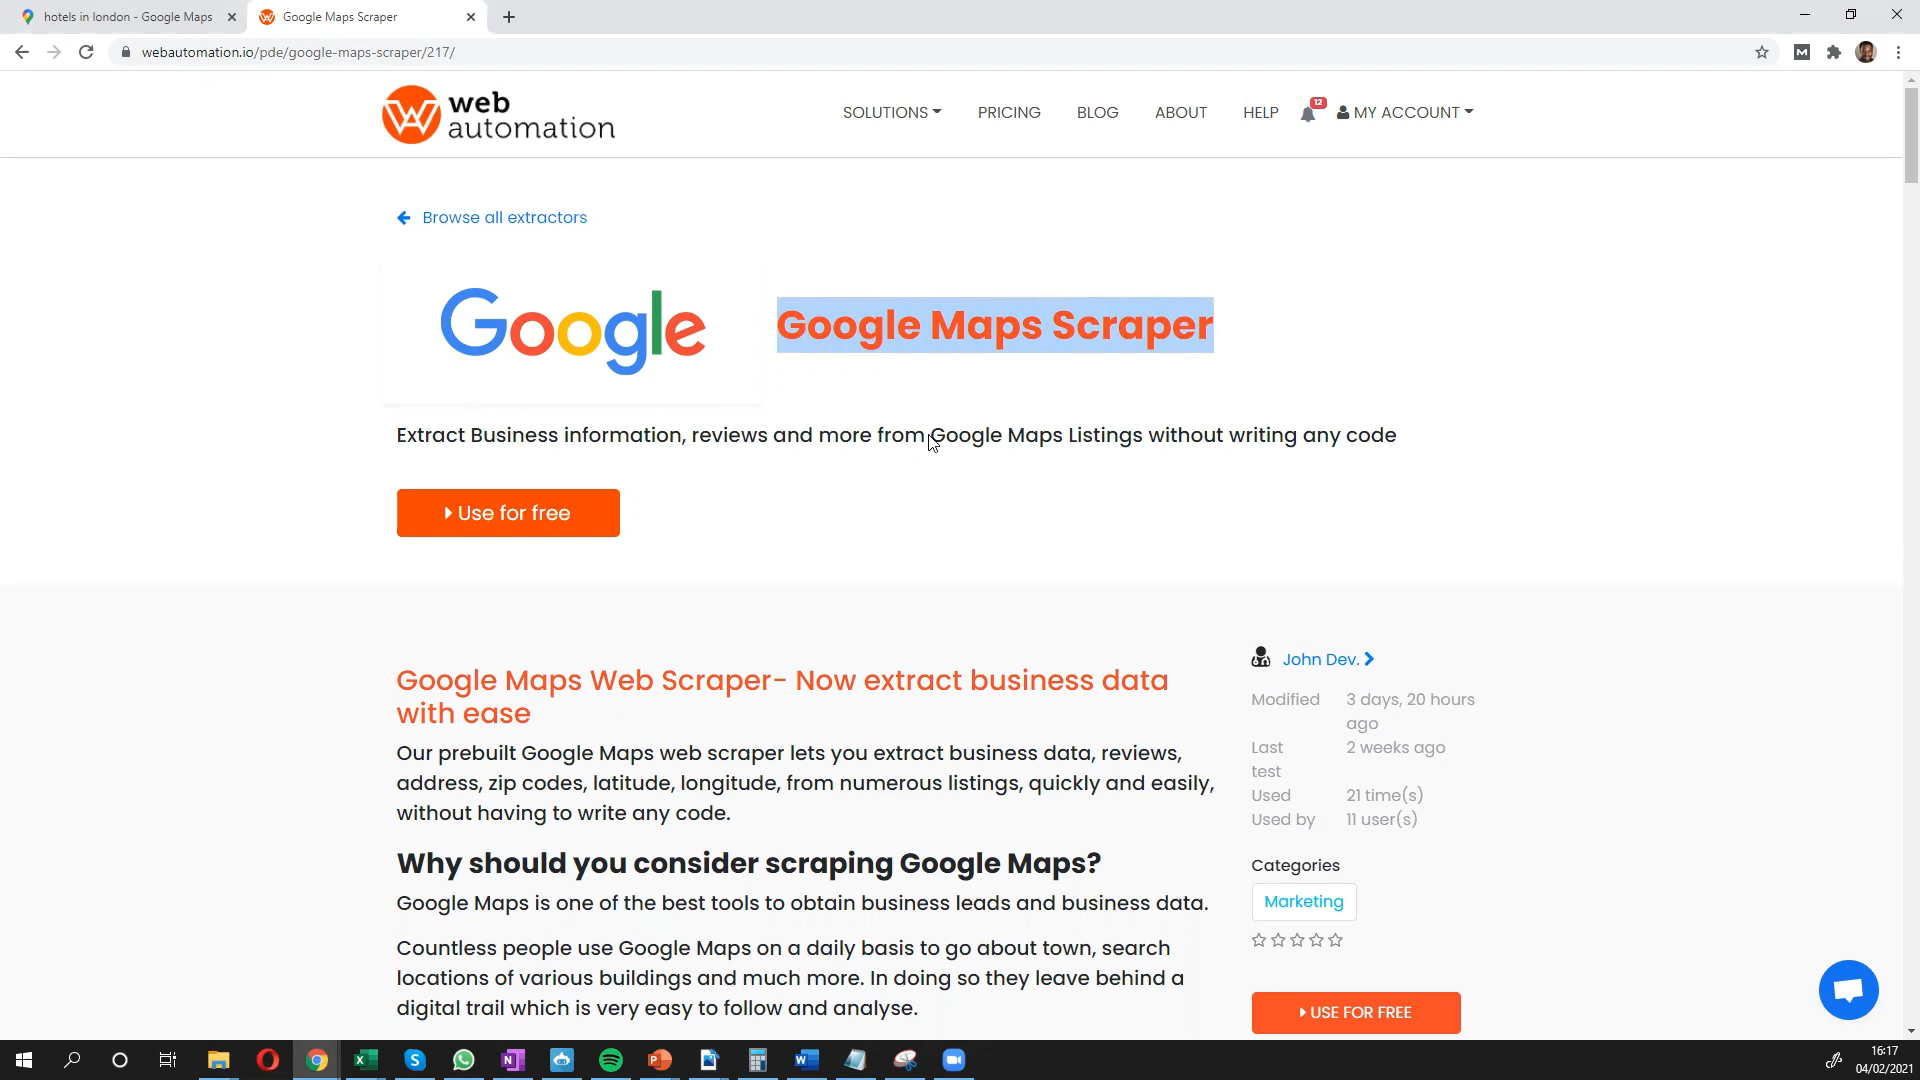 hotels in london - Google Maps
Google Maps Scraper
webautomation.io/pde/google-maps-scraper/217/
web
automation
SOLUTIONS
PRICING
BLOG
ABOUT
HELP
12
MY ACCOUNT
Browse all extractors
Google
Google Maps Scraper
Extract Business information, reviews and more from Google Maps Listings without writing any code
Use for free
Google Maps Web Scraper- Now extract business data
with ease
Our prebuilt Google Maps web scraper lets you extract business data, reviews,
address, zip codes, latitude, longitude, from numerous listings, quickly and easily,
without having to write any code.
Why should you consider scraping Google Maps?
Google Maps is one of the best tools to obtain business leads and business data.
Countless people use Google Maps on a daily basis to go about town, search
locations of various buildings and much more. In doing so they leave behind a
digital trail which is very easy to follow and analyse.
John Dev.
Modified 3 days, 20 hours
ago
Last 2 weeks ago
test
Used 21 time(s)
Used by 11 user(s)
Categories
Marketing
USE FOR FREE
16:17
04/02/2021